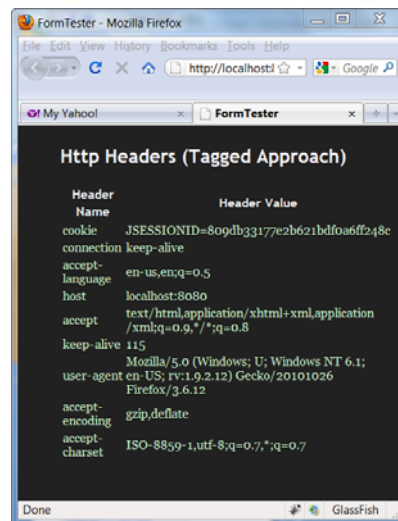 FormTester - Mozilla Firefox
File Edit View History Bookmarks Tools Help
http://localhost: Google
My Yahoo! FormTester
Http Headers (Tagged Approach)
Header
Name
Header Value
cookie JSESSIONID=809db33177e2b621bdf0a6ff248c
connection keep-alive
accept-
language
en-us,en;q=0.5
host localhost:8080
accept
text/html,application/xhtml+xml,application
/xml;q=0.9,*/*;q=0.8
keep-alive 115
user-agent
Mozilla/5.0 (Windows; U; Windows NT 6.1;
en-US; rv:1.9.2.12) Gecko/20101026
Firefox/3.6.12
accept-
encoding
gzip,deflate
accept-
charset
ISO-8859-1,utf-8;q=0.7,*;q=0.7
Done GlassFish